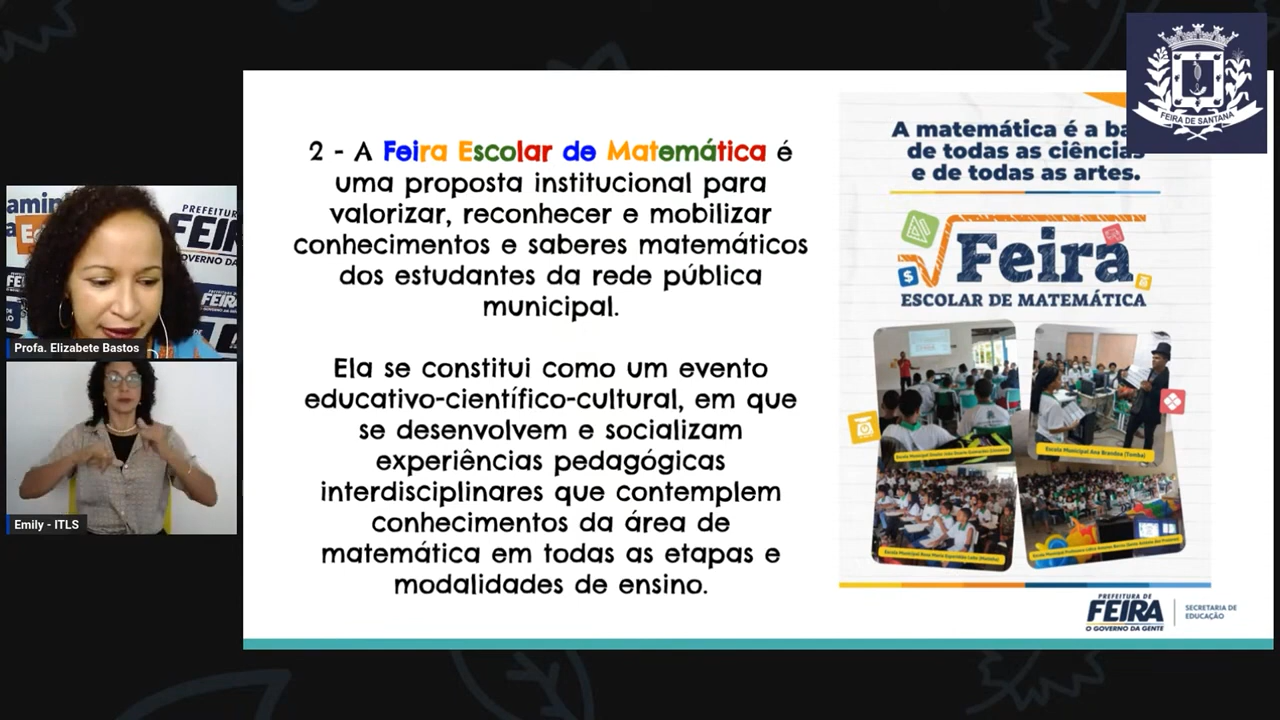 FEIRA DE SANTANA
2 - A Feira Escolar de Matemática é
uma proposta institucional para
valorizar, reconhecer e mobilizar
conhecimentos e saberes matemáticos
dos estudantes da rede pública
municipal.
Ela se constitui como um evento
educativo-científico-cultural, em que
se desenvolvem e socializam
experiências pedagógicas
interdisciplinares que contemplem
conhecimentos da área de
matemática em todas as etapas e
modalidades de ensino.
A matemática é a ba
de todas as ciências
e de todas as artes.
Feira
ESCOLAR DE MATEMÁTICA
Escola Municipal Ana Brandoa (Tomba)
PREFEITURA DE
FEIRA
O GOVERNO DA GENTE
SECRETARIA DE
EDUCAÇÃO
PREFEITURA
FEIR
O GOVERNO DA
Profa. Elizabete Bastos
Emily - ITLS